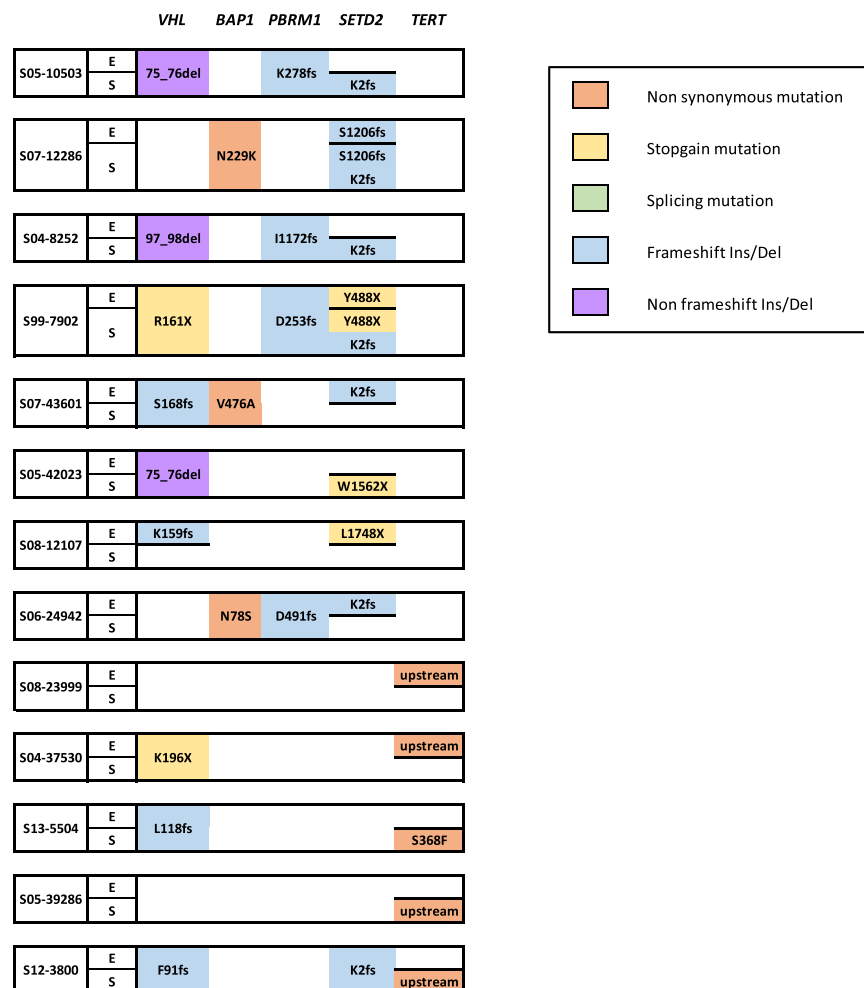 VHL BAP1 PBRM1 SETD2 TERT
S05-10503 E S 75_76del K278fs K2fs
S07-12286 E S N229K S1206fs S1206fs K2fs
S04-8252 E S 97_98del I1172fs K2fs
S99-7902 E S R161X D253fs Y488X Y488X K2fs
S07-43601 E S S168fs V476A K2fs
S05-42023 E S 75_76del W1562X
S08-12107 E S K159fs L1748X
S06-24942 E S N78S D491fs K2fs
S08-23999 E S upstream
S04-37530 E S K196X upstream
S13-5504 E S L118fs S368F
S05-39286 E S upstream
S12-3800 E S F91fs K2fs upstream
Non synonymous mutation
Stopgain mutation
Splicing mutation
Frameshift Ins/Del
Non frameshift Ins/Del